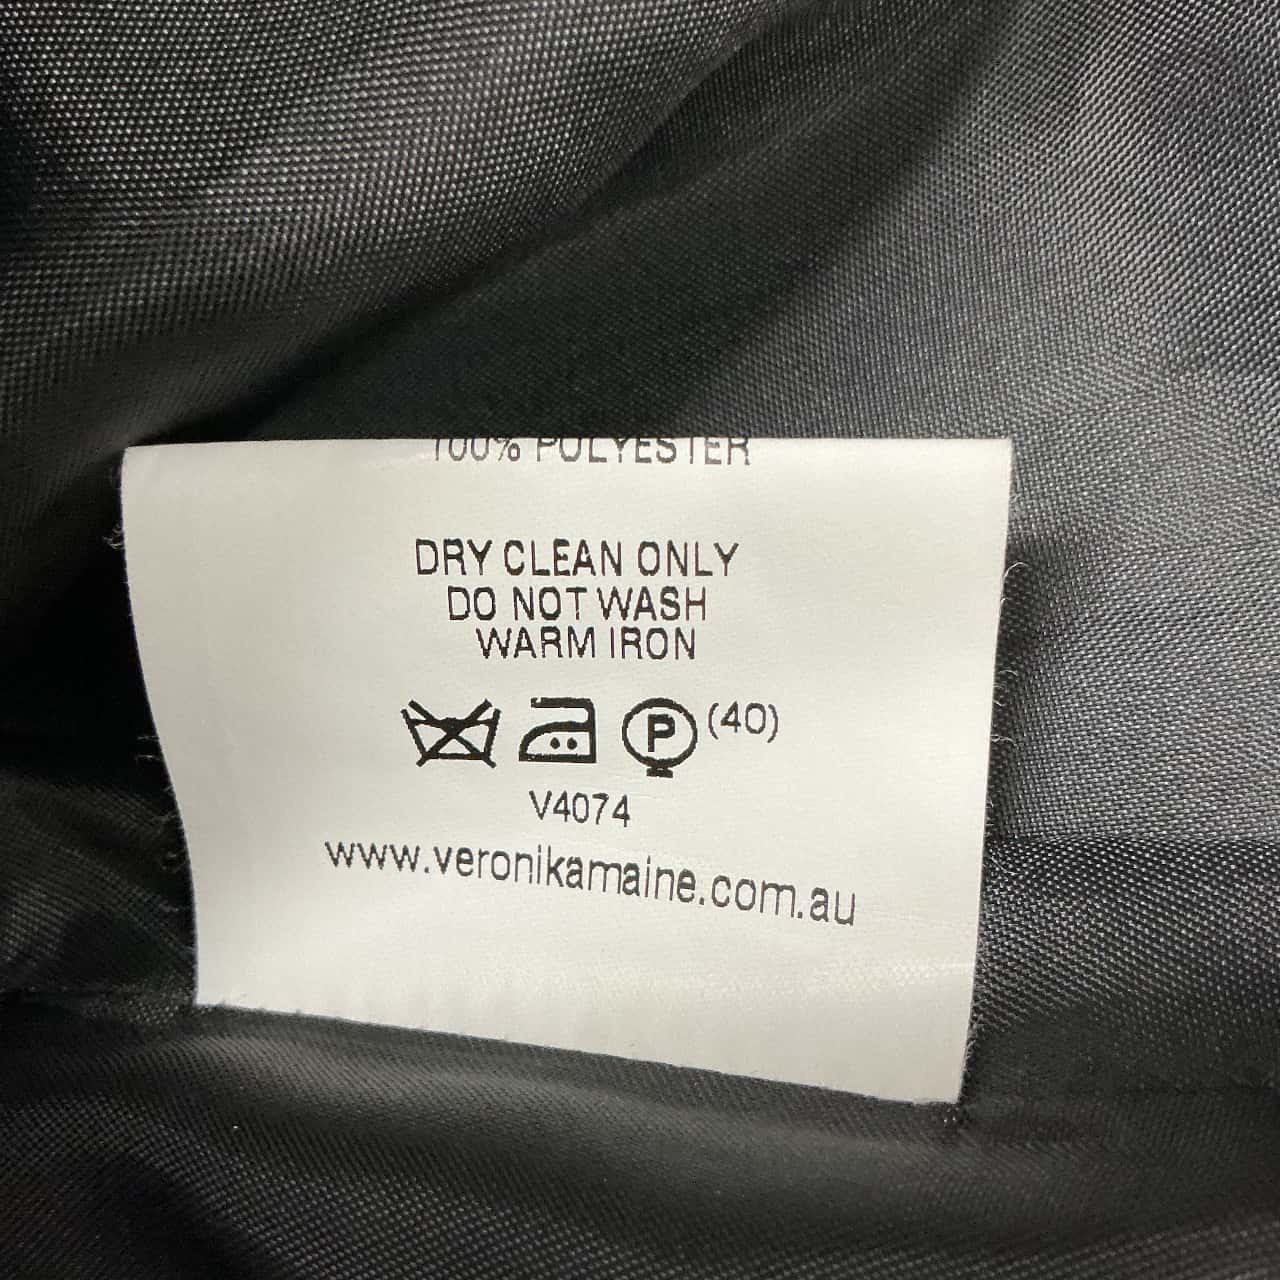 100% POLYESTER
DRY CLEAN ONLY
DO NOT WASH
WARM IRON
P (40)
V4074
www.veronikamaine.com.au